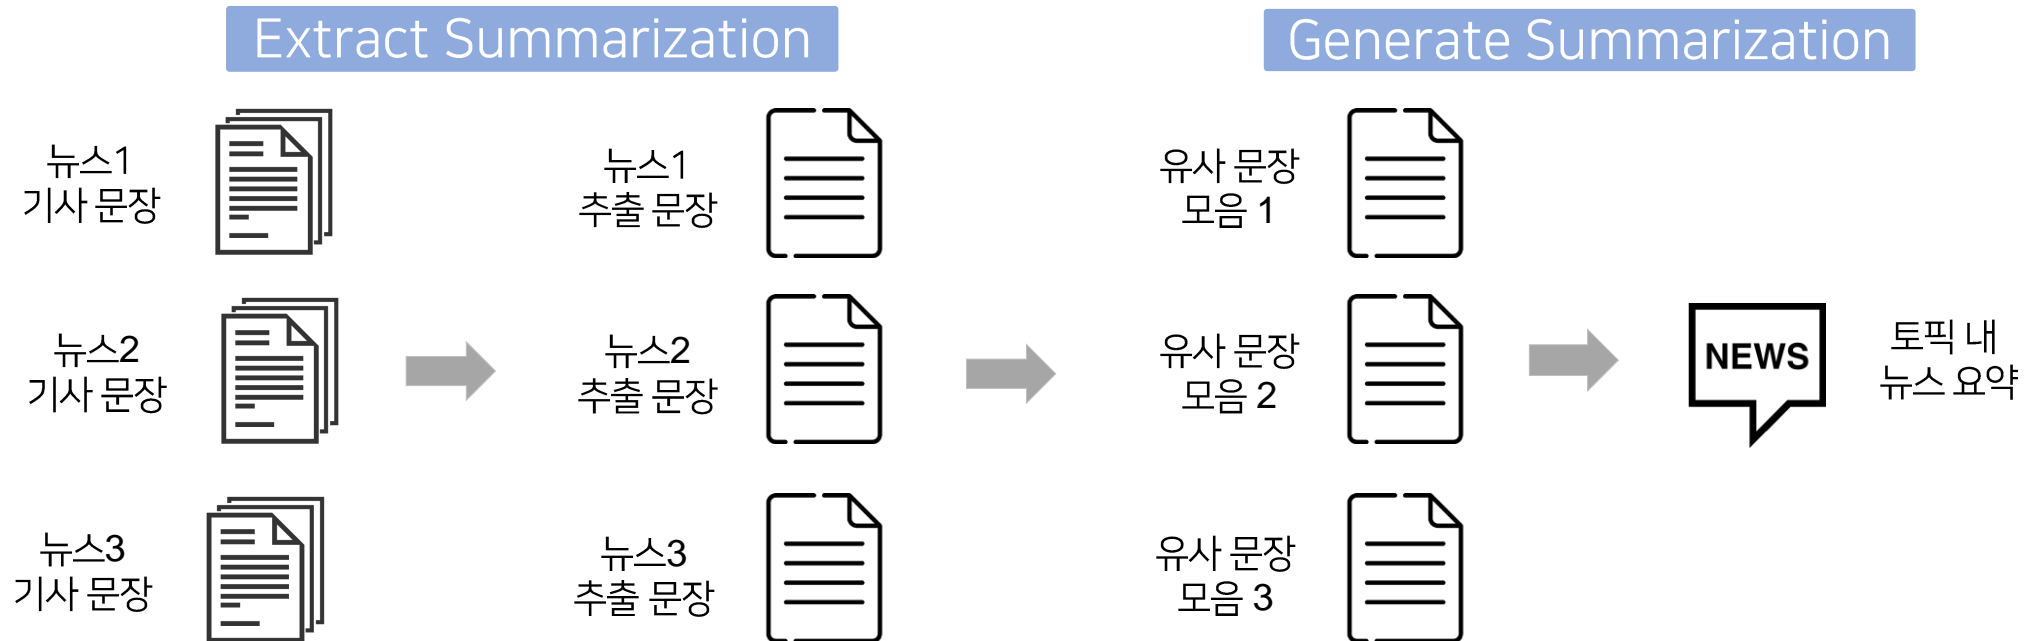 Extract Summarization
Generate Summarization
뉴스1
기사 문장
뉴스1
추출 문장
유사 문장
모음 1
뉴스2
기사 문장
뉴스2
추출 문장
유사 문장
모음 2
NEWS
토픽 내
뉴스 요약
뉴스3
기사 문장
뉴스3
추출 문장
유사 문장
모음 3